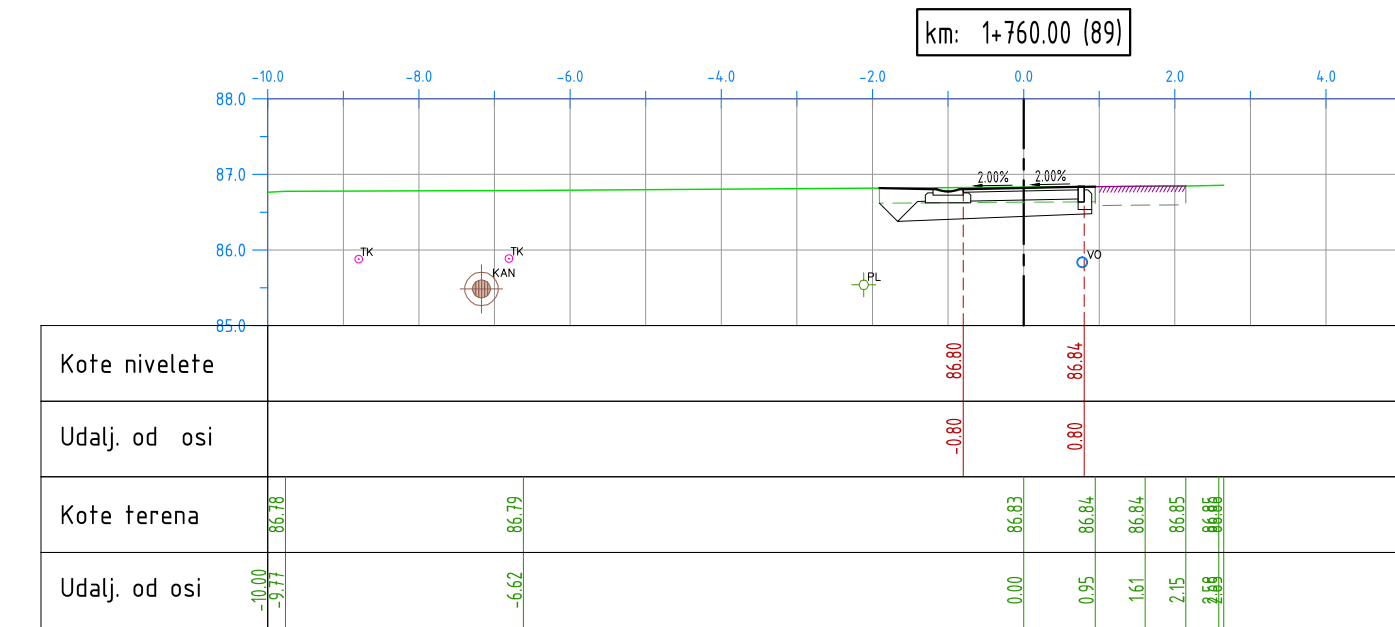 km: 1+760.00 (89)
-10.0 -8.0 -6.0 -4.0 -2.0 0.0 2.0 4.0
88.0
87.0
2.00% 2.00%
86.0
TK TK VO
KAN PL
85.0
Kote nivelete 86.80 86.84
Udalj. od osi -0.80 0.80
Kote terena 86.78 86.79 86.83 86.84 86.84 86.85
Udalj. od osi -10.00 -9.77 -6.62 0.00 0.95 1.61 2.15